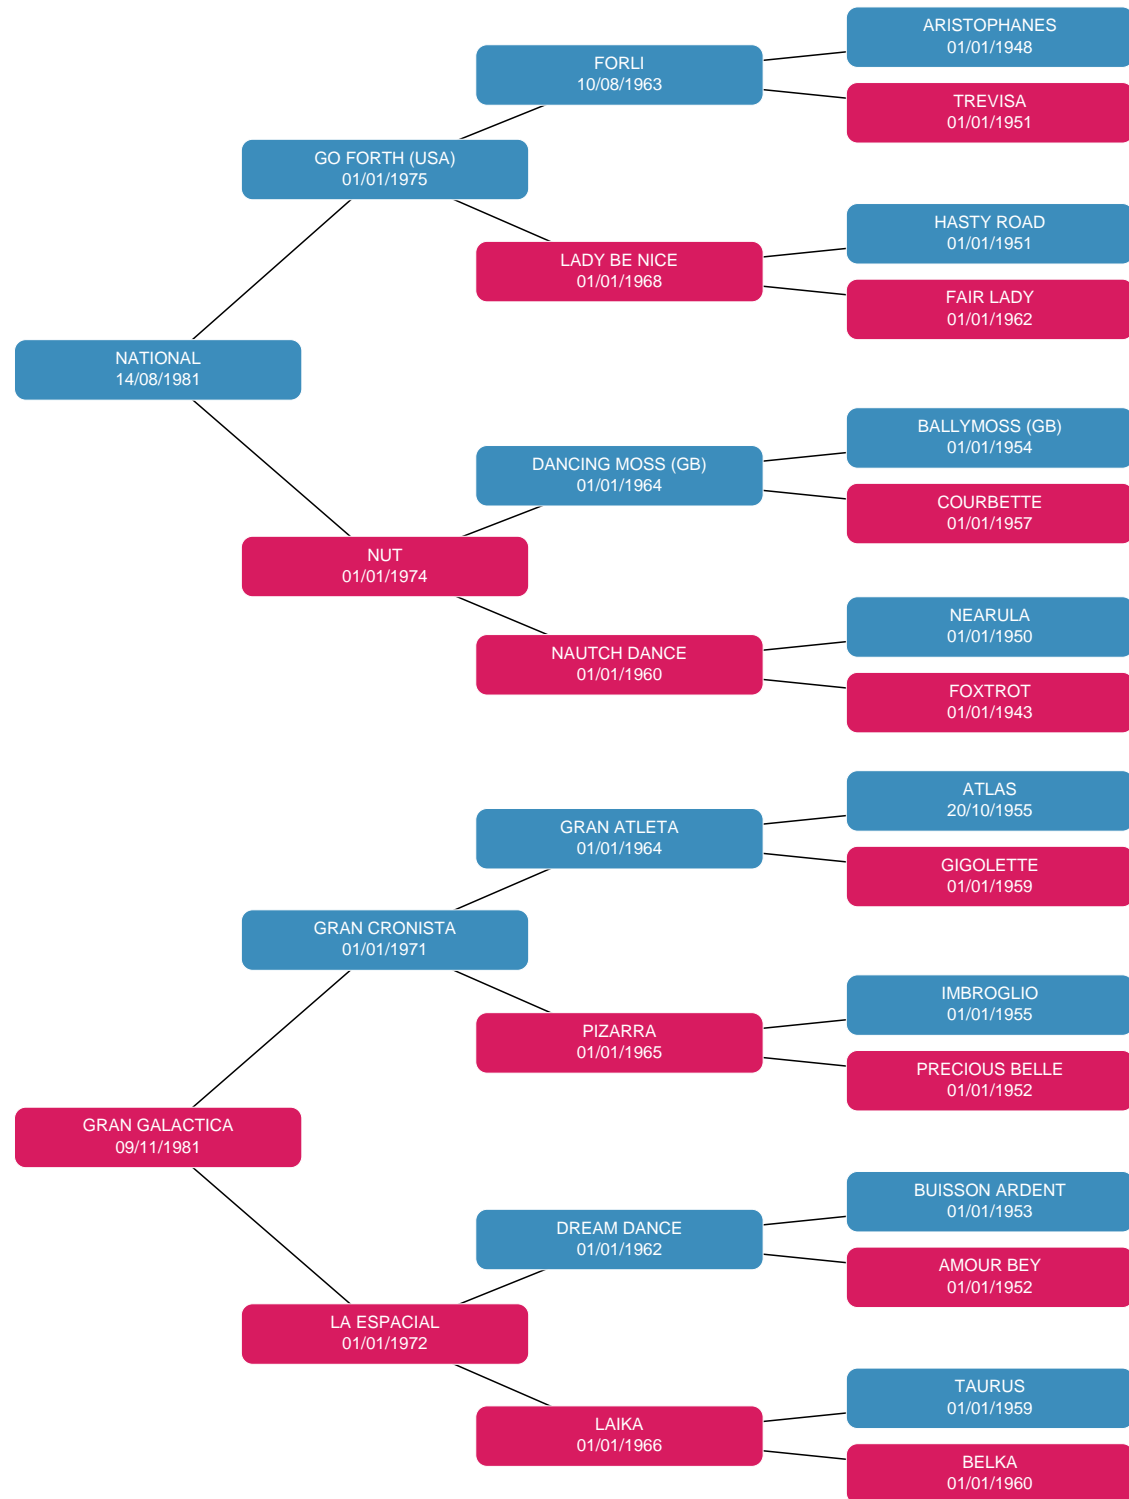 ARISTOPHANES
01/01/1948
FORLI
10/08/1963
TREVISA
01/01/1951
GO FORTH (USA)
01/01/1975
HASTY ROAD
01/01/1951
LADY BE NICE
01/01/1968
FAIR LADY
01/01/1962
NATIONAL
14/08/1981
BALLYMOSS (GB)
01/01/1954
DANCING MOSS (GB)
01/01/1964
COURBETTE
01/01/1957
NUT
01/01/1974
NEARULA
01/01/1950
NAUTCH DANCE
01/01/1960
FOXTROT
01/01/1943
ATLAS
20/10/1955
GRAN ATLETA
01/01/1964
GIGOLETTE
01/01/1959
GRAN CRONISTA
01/01/1971
IMBROGLIO
01/01/1955
PIZARRA
01/01/1965
PRECIOUS BELLE
01/01/1952
GRAN GALACTICA
09/11/1981
BUISSON ARDENT
01/01/1953
DREAM DANCE
01/01/1962
AMOUR BEY
01/01/1952
LA ESPACIAL
01/01/1972
TAURUS
01/01/1959
LAIKA
01/01/1966
BELKA
01/01/1960